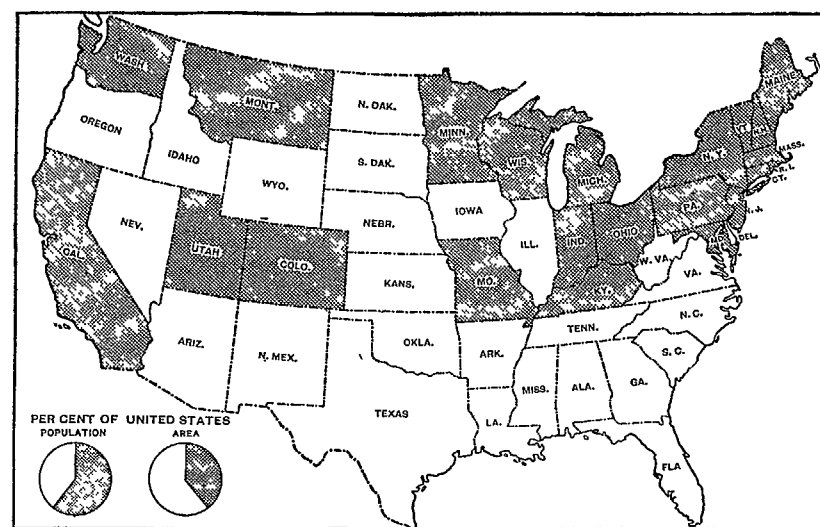 WASH.
MONT.
N. DAK.
MINN.
MAINE
OREGON
IDAHO
S. DAK.
WIS.
MICH.
N. Y.
VT.
N.H.
MASS.
R. I.
CT.
WYO.
IOWA
NEBR.
NEV.
UTAH
COLO.
CAL.
ILL.
IND.
OHIO
PA.
N. J.
DEL.
W. VA.
VA.
KANS.
MO.
KY.
N. C.
TENN.
ARIZ.
N. MEX.
OKLA.
ARK.
S. C.
MISS.
ALA.
GA.
TEXAS
LA.
FLA
PER CENT OF UNITED STATES
POPULATION
AREA